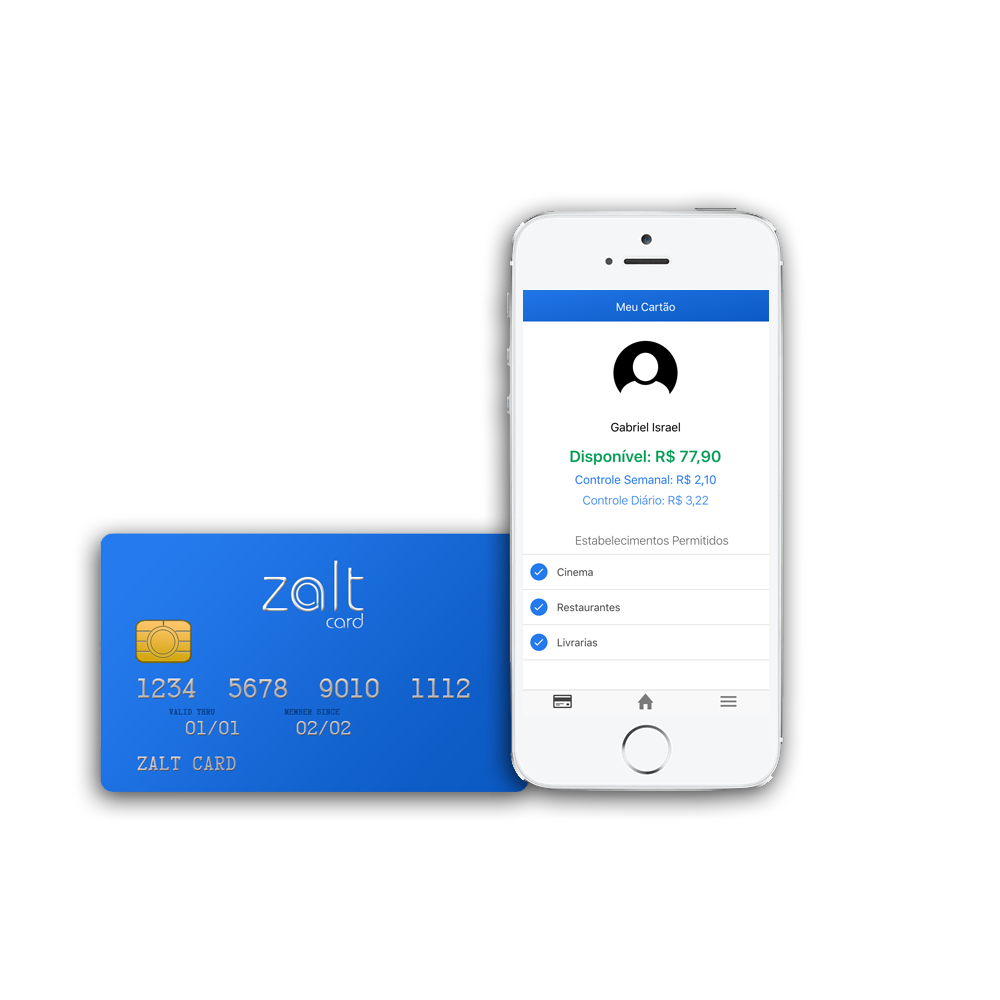 zalt
card
1234 5678 9010 1112
VALID THRU MEMBER SINCE
01/01 02/02
ZALT CARD
Meu Cartão
Gabriel Israel
Disponível: R$ 77,90
Controle Semanal: R$ 2,10
Controle Diário: R$ 3,22
Estabelecimentos Permitidos
Cinema
Restaurantes
Livrarias